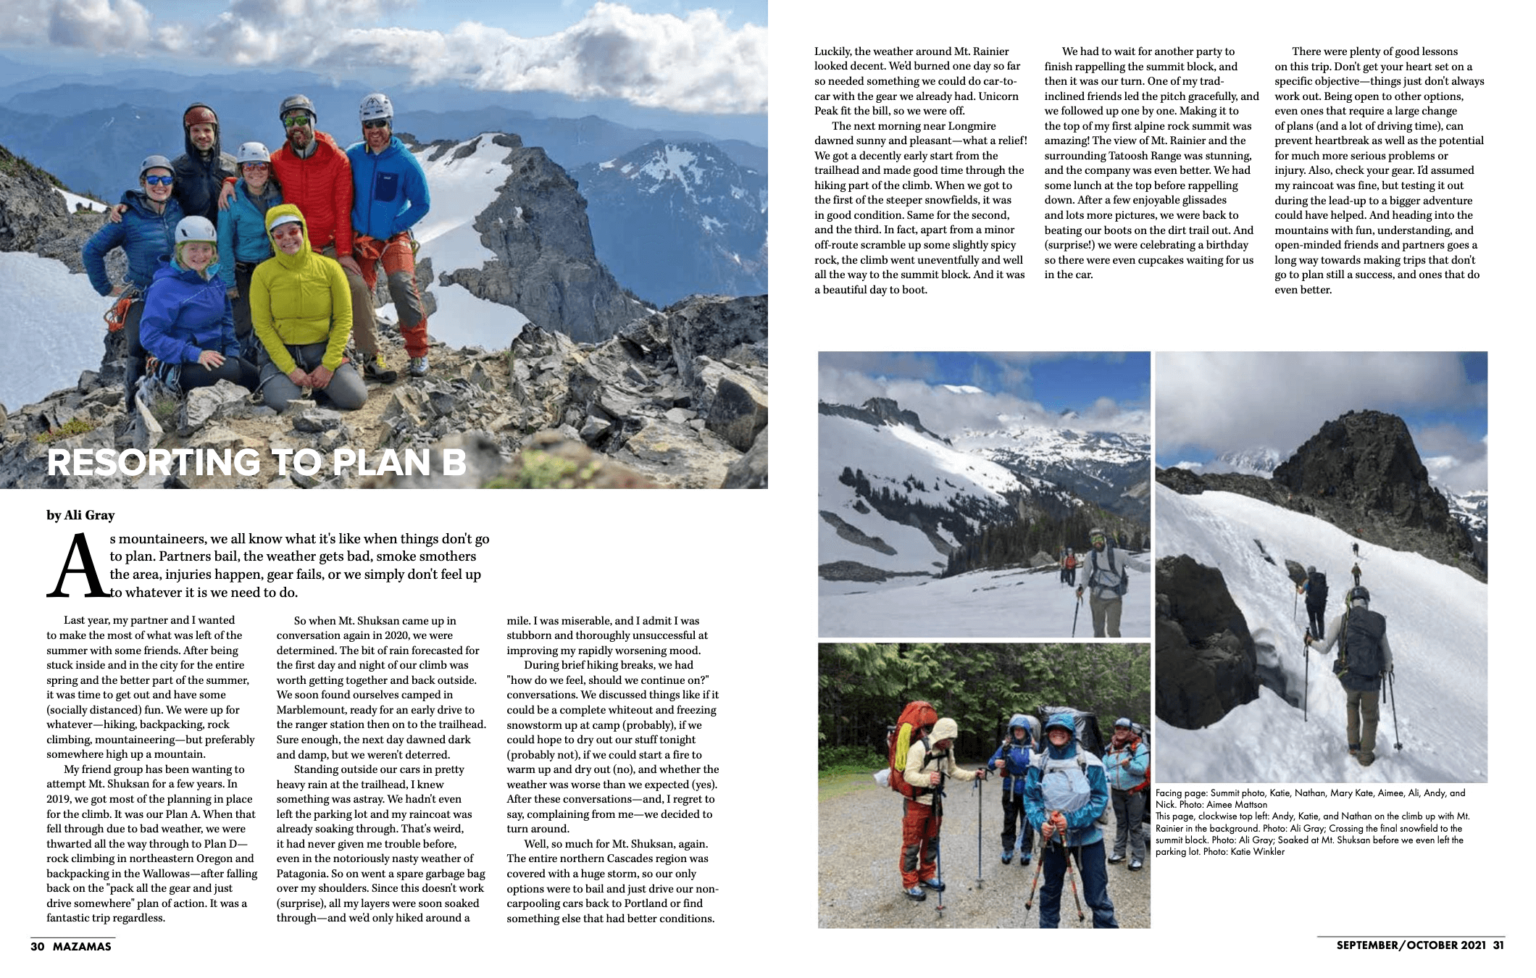 RESORTING TO PLAN B
by Ali Gray
As mountaineers, we all know what it's like when things don't go
to plan. Partners bail, the weather gets bad, smoke smothers
the area, injuries happen, gear fails, or we simply don't feel up
to whatever it is we need to do.
Last year, my partner and I wanted
to make the most of what was left of the
summer with some friends. After being
stuck inside and in the city for the entire
spring and the better part of the summer,
it was time to get out and have some
(socially distanced) fun. We were up for
whatever—hiking, backpacking, rock
climbing, mountaineering—but preferably
somewhere high up a mountain.
My friend group has been wanting to
attempt Mt. Shuksan for a few years. In
2019, we got most of the planning in place
for the climb. It was our Plan A. When that
fell through due to bad weather, we were
thwarted all the way through to Plan D—
rock climbing in northeastern Oregon and
backpacking in the Wallowas—after falling
back on the "pack all the gear and just
drive somewhere" plan of action. It was a
fantastic trip regardless.
So when Mt. Shuksan came up in
conversation again in 2020, we were
determined. The bit of rain forecasted for
the first day and night of our climb was
worth getting together and back outside.
We soon found ourselves camped in
Marblemount, ready for an early drive to
the ranger station then on to the trailhead.
Sure enough, the next day dawned dark
and damp, but we weren't deterred.
Standing outside our cars in pretty
heavy rain at the trailhead, I knew
something was astray. We hadn't even
left the parking lot and my raincoat was
already soaking through. That's weird,
it had never given me trouble before,
even in the notoriously nasty weather of
Patagonia. So on went a spare garbage bag
over my shoulders. Since this doesn't work
(surprise), all my layers were soon soaked
through—and we'd only hiked around a
mile. I was miserable, and I admit I was
stubborn and thoroughly unsuccessful at
improving my rapidly worsening mood.
During brief hiking breaks, we had
"how do we feel, should we continue on?"
conversations. We discussed things like if it
could be a complete whiteout and freezing
snowstorm up at camp (probably), if we
could hope to dry out our stuff tonight
(probably not), if we could start a fire to
warm up and dry out (no), and whether the
weather was worse than we expected (yes).
After these conversations—and, I regret to
say, complaining from me—we decided to
turn around.
Well, so much for Mt. Shuksan, again.
The entire northern Cascades region was
covered with a huge storm, so our only
options were to bail and just drive our non-
carpooling cars back to Portland or find
something else that had better conditions.
30 MAZAMAS
Luckily, the weather around Mt. Rainier
looked decent. We'd burned one day so far
so needed something we could do car-to-
car with the gear we already had. Unicorn
Peak fit the bill, so we were off.
The next morning near Longmire
dawned sunny and pleasant—what a relief!
We got a decently early start from the
trailhead and made good time through the
hiking part of the climb. When we got to
the first of the steeper snowfields, it was
in good condition. Same for the second,
and the third. In fact, apart from a minor
off-route scramble up some slightly spicy
rock, the climb went uneventfully and well
all the way to the summit block. And it was
a beautiful day to boot.
We had to wait for another party to
finish rappelling the summit block, and
then it was our turn. One of my trad-
inclined friends led the pitch gracefully, and
we followed up one by one. Making it to
the top of my first alpine rock summit was
amazing! The view of Mt. Rainier and the
surrounding Tatoosh Range was stunning,
and the company was even better. We had
some lunch at the top before rappelling
down. After a few enjoyable glissades
and lots more pictures, we were back to
beating our boots on the dirt trail out. And
(surprise!) we were celebrating a birthday
so there were even cupcakes waiting for us
in the car.
There were plenty of good lessons
on this trip. Don't get your heart set on a
specific objective—things just don't always
work out. Being open to other options,
even ones that require a large change
of plans (and a lot of driving time), can
prevent heartbreak as well as the potential
for much more serious problems or
injury. Also, check your gear. I'd assumed
my raincoat was fine, but testing it out
during the lead-up to a bigger adventure
could have helped. And heading into the
mountains with fun, understanding, and
open-minded friends and partners goes a
long way towards making trips that don't
go to plan still a success, and ones that do
even better.
Facing page: Summit photo, Katie, Nathan, Mary Kate, Aimee, Ali, Andy, and
Nick. Photo: Aimee Mattson
This page, clockwise top left: Andy, Katie, and Nathan on the climb up with Mt.
Rainier in the background. Photo: Ali Gray; Crossing the final snowfield to the
summit block. Photo: Ali Gray; Soaked at Mt. Shuksan before we even left the
parking lot. Photo: Katie Winkler
SEPTEMBER/OCTOBER 2021 31